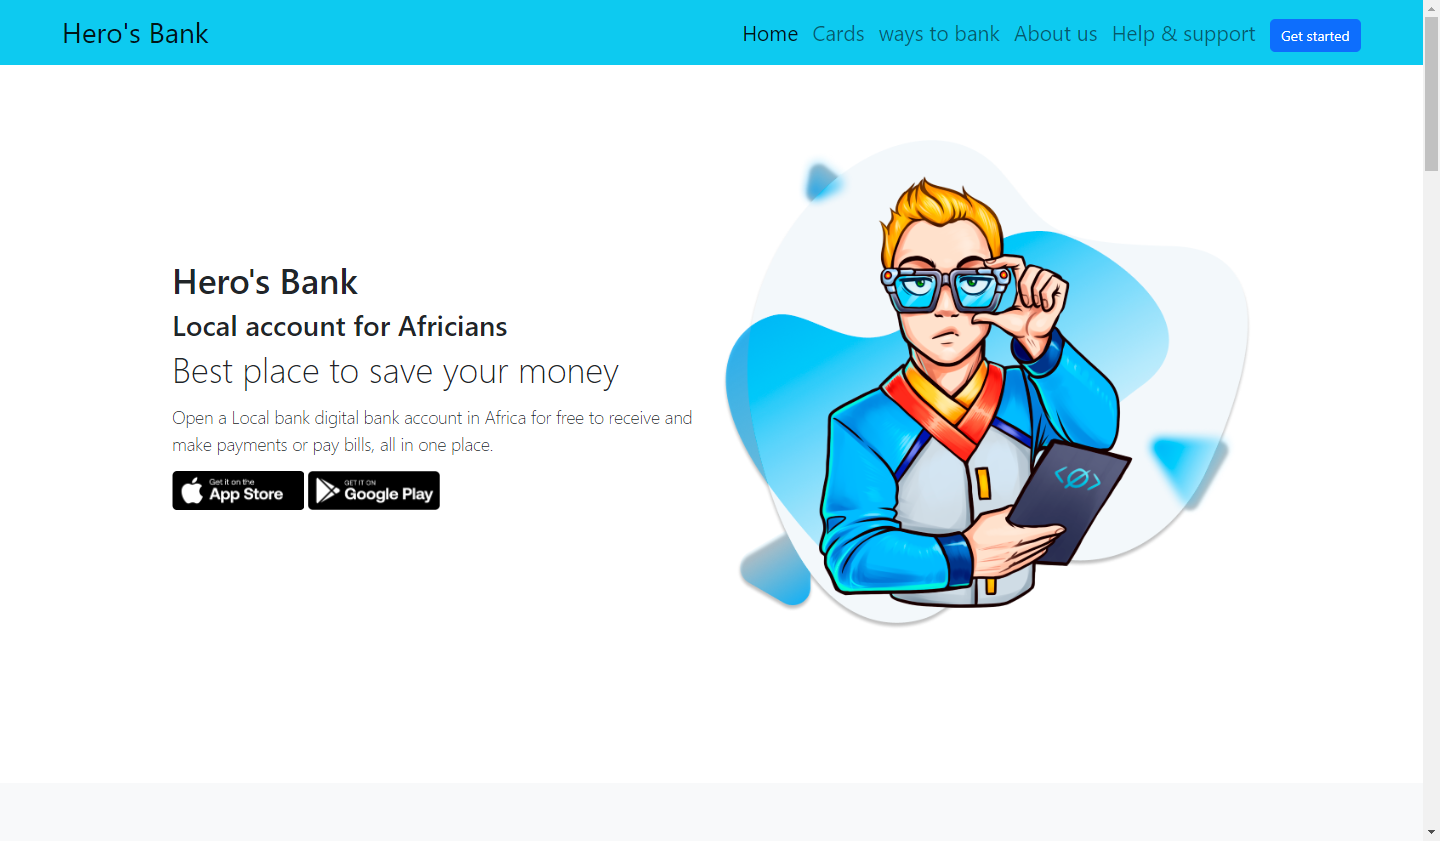 Hero's Bank
Home Cards ways to bank About us Help & support Get started
Hero's Bank
Local account for Africians
Best place to save your money
Open a Local bank digital bank account in Africa for free to receive and
make payments or pay bills, all in one place.
Get it on the
App Store
GET IT ON
Google Play
<Ø>